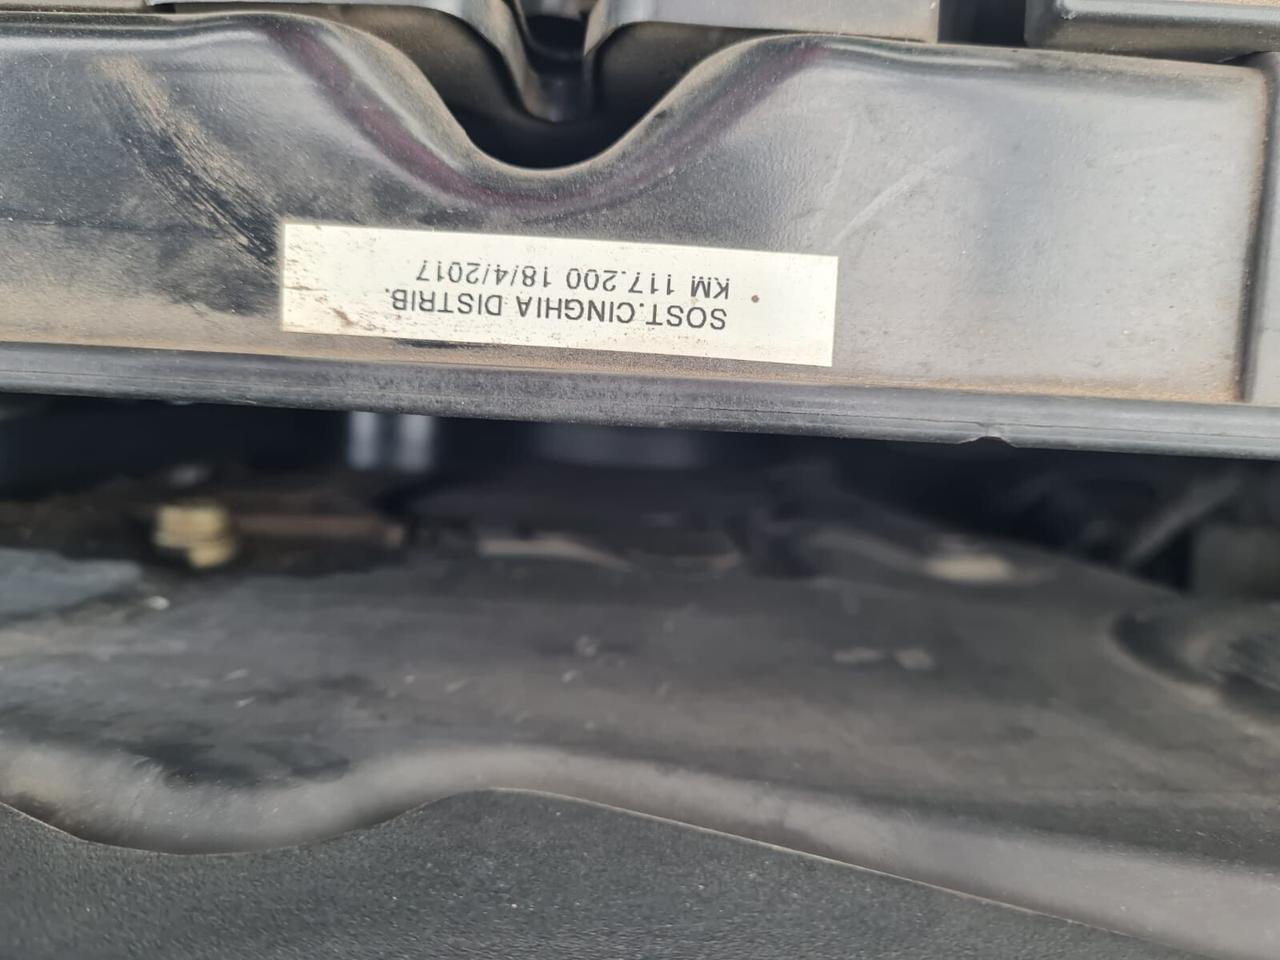 SOST.CINGHIA DISTRIB.
KM 117.200 18/4/2017